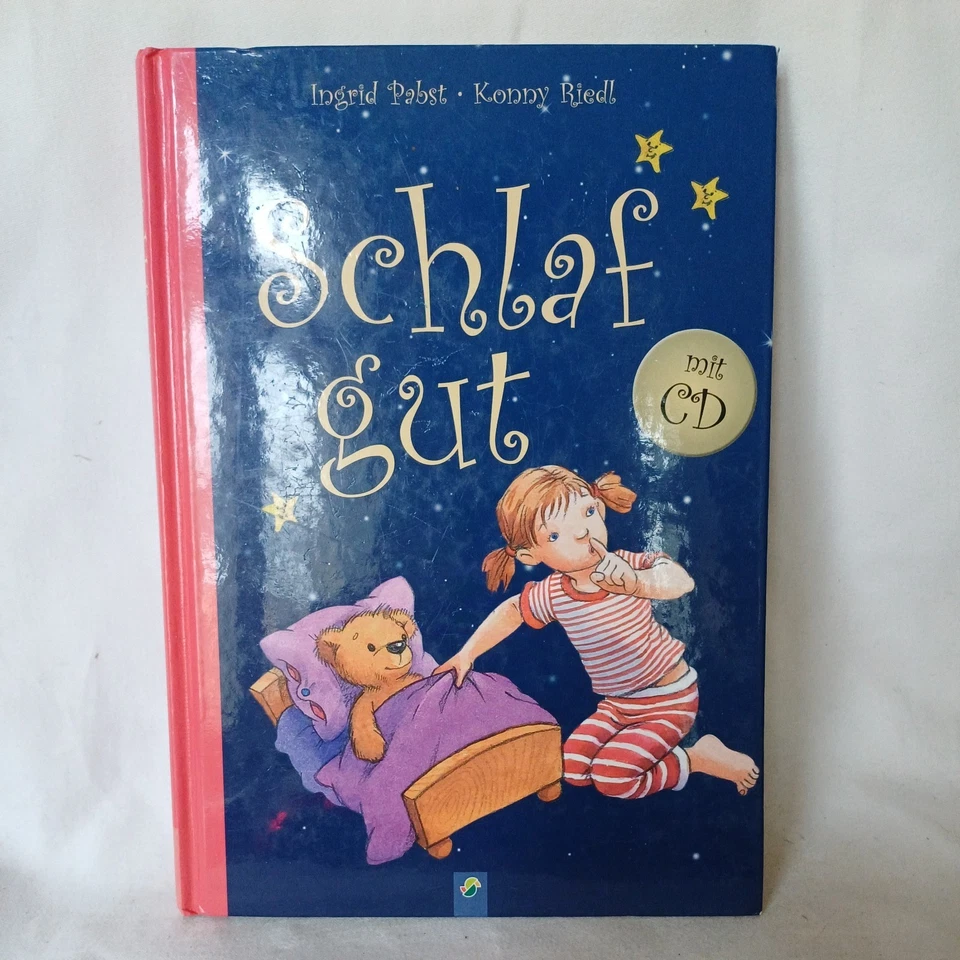 Ingrid Pabst · Konny Riedl
Schlaf
gut
mit
CD